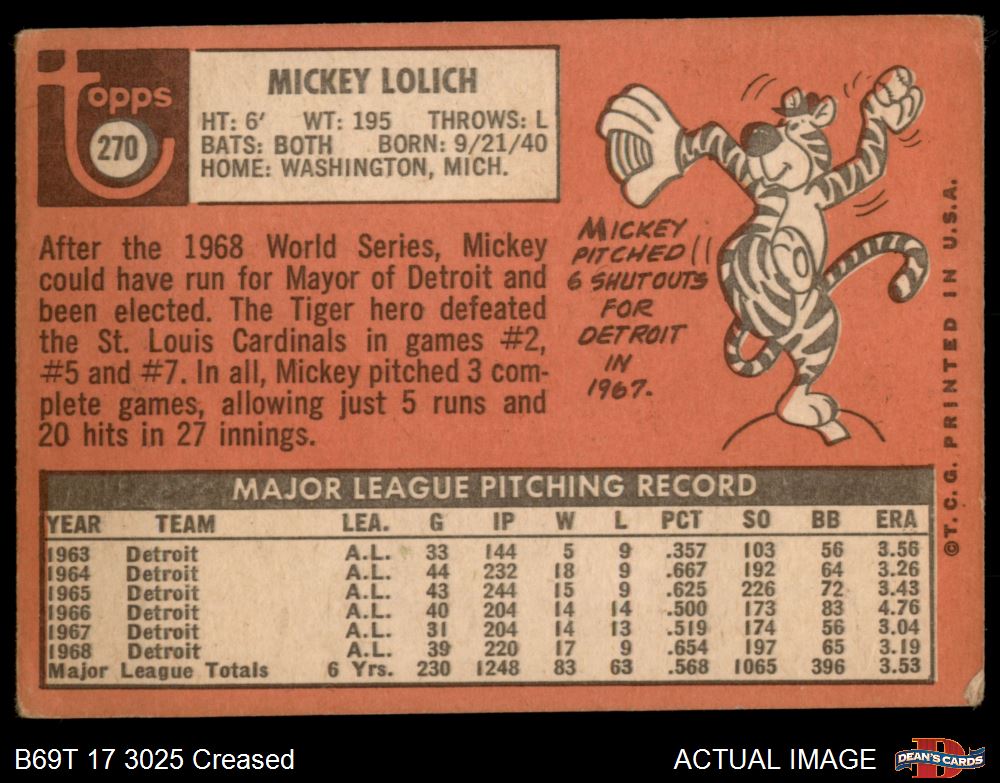 Topps
270
MICKEY LOLICH
HT: 6' WT: 195 THROWS: L
BATS: BOTH BORN: 9/21/40
HOME: WASHINGTON, MICH.
After the 1968 World Series, Mickey
could have run for Mayor of Detroit and
been elected. The Tiger hero defeated
the St. Louis Cardinals in games #2,
#5 and #7. In all, Mickey pitched 3 com-
plete games, allowing just 5 runs and
20 hits in 27 innings.
MICKEY
PITCHED
6 SHUTOUTS
FOR
DETROIT
IN
1967.
©T.C.G. PRINTED IN U.S.A.
MAJOR LEAGUE PITCHING RECORD
YEAR TEAM LEA. G IP W L PCT SO BB ERA
1963 Detroit A.L. 33 144 5 9 .357 103 56 3.56
1964 Detroit A.L. 44 232 18 9 .667 192 64 3.26
1965 Detroit A.L. 43 244 15 9 .625 226 72 3.43
1966 Detroit A.L. 40 204 14 14 .500 173 83 4.76
1967 Detroit A.L. 31 204 14 13 .519 174 56 3.04
1968 Detroit A.L. 39 220 17 9 .654 197 65 3.19
Major League Totals 6 Yrs. 230 1248 83 63 .568 1065 396 3.53
B69T 17 3025 Creased
ACTUAL IMAGE
D
DEAN'S CARDS